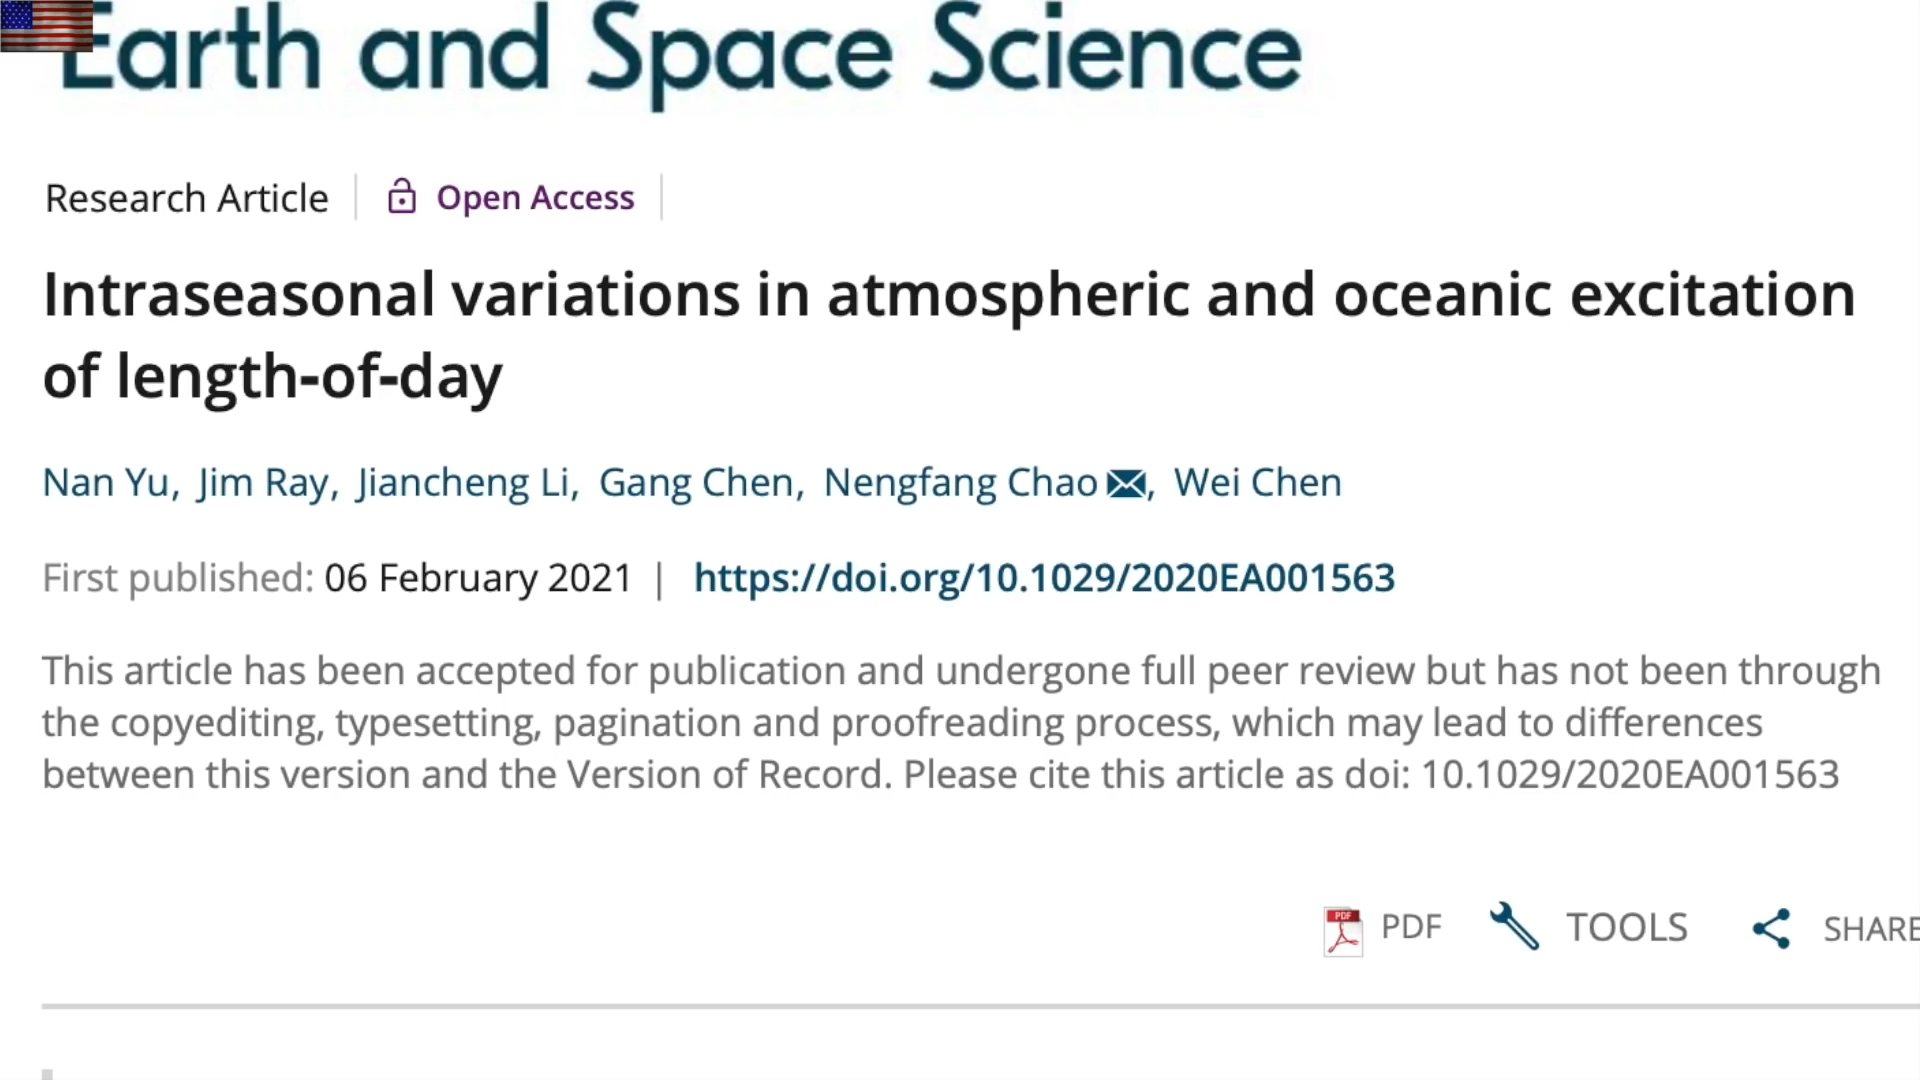 Earth and Space Science
Research Article
Open Access
Intraseasonal variations in atmospheric and oceanic excitation
of length-of-day
Nan Yu, Jim Ray, Jiancheng Li, Gang Chen, Nengfang Chao, Wei Chen
First published: 06 February 2021 | https://doi.org/10.1029/2020EA001563
This article has been accepted for publication and undergone full peer review but has not been through
the copyediting, typesetting, pagination and proofreading process, which may lead to differences
between this version and the Version of Record. Please cite this article as doi: 10.1029/2020EA001563
PDF PDF TOOLS SHARE